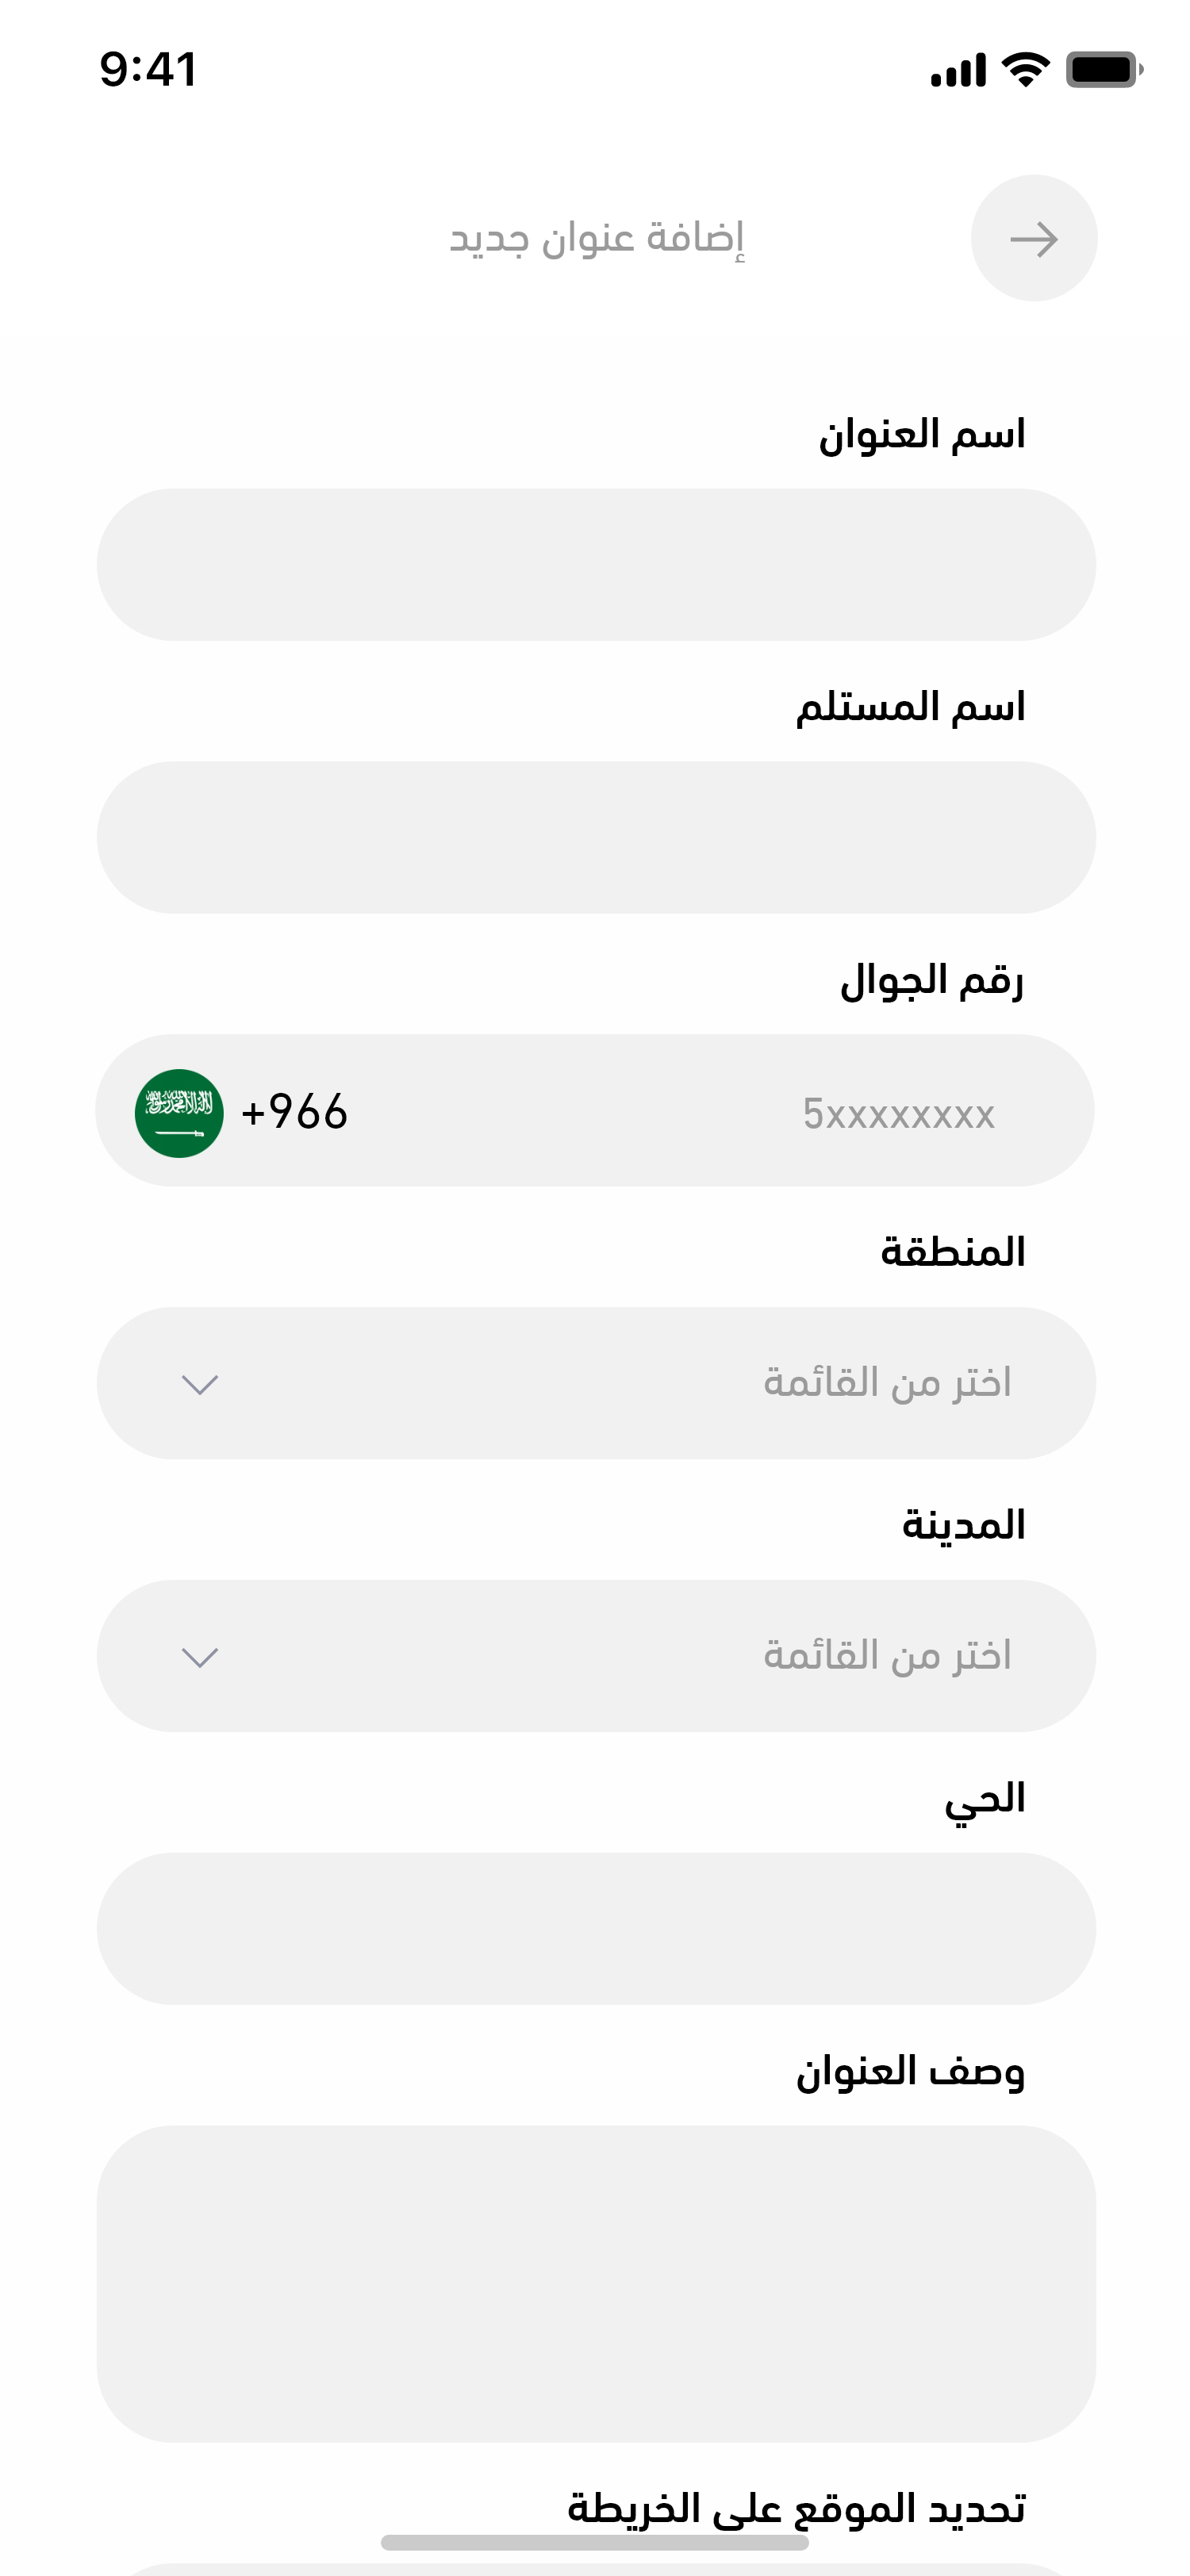 9:41
إضافة عنوان جديد
اسم العنوان
اسم المستلم
رقم الجوال
+966 5xxxxxxxx
المنطقة
اختر من القائمة
المدينة
اختر من القائمة
الحي
وصف العنوان
تحديد الموقع على الخريطة